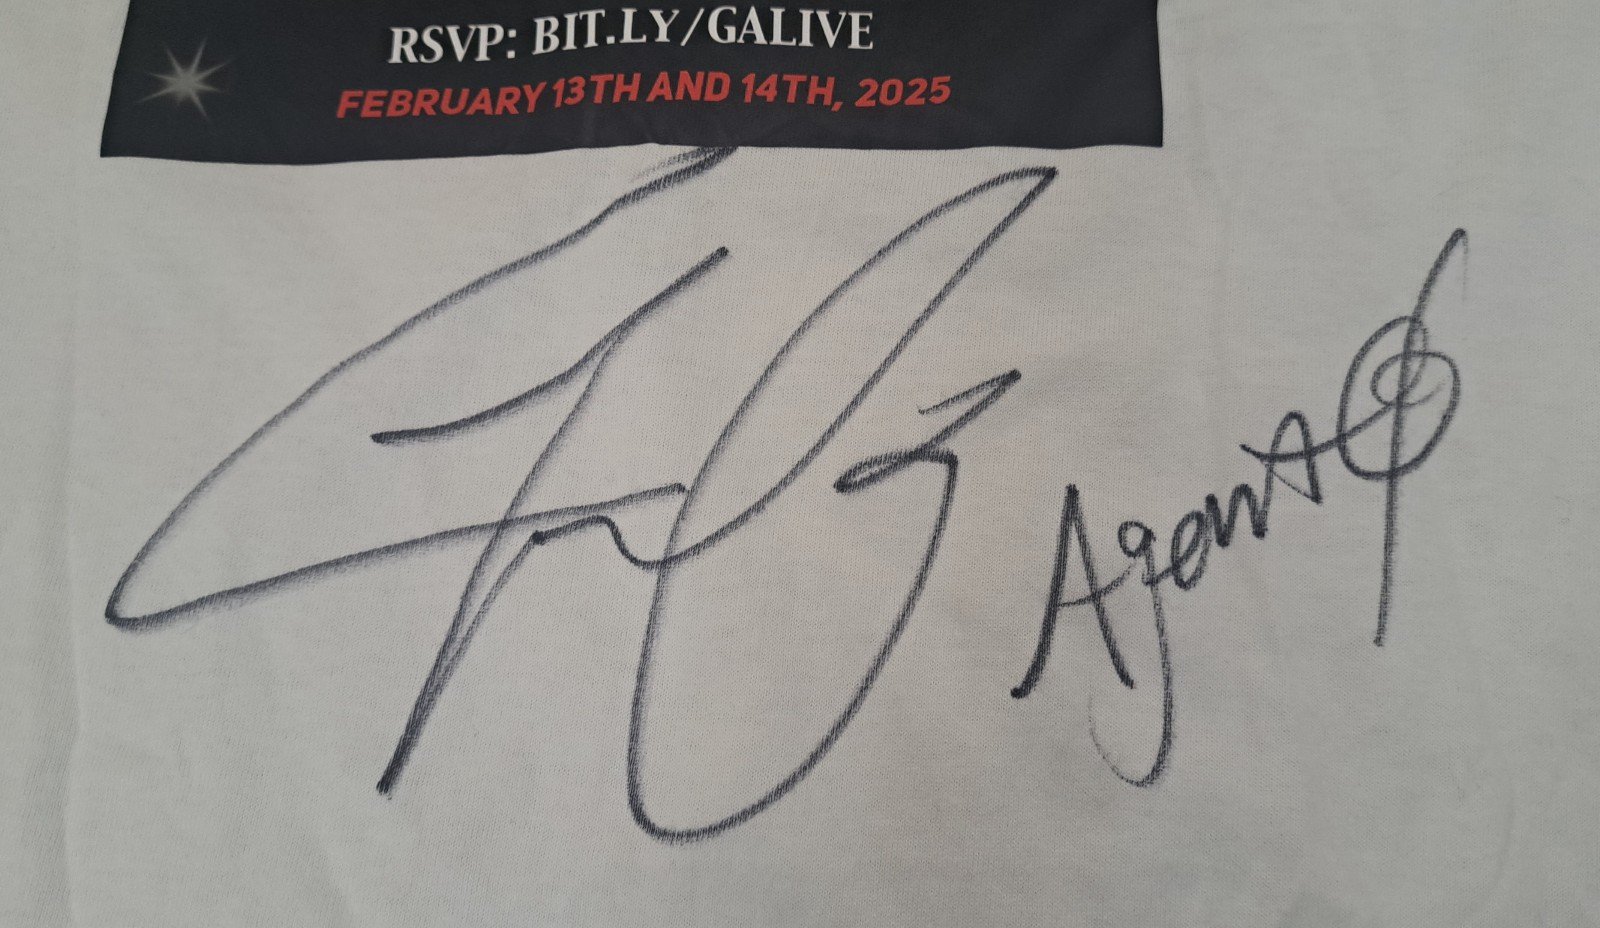 RSVP: BIT.LY/GALIVE
FEBRUARY 13TH AND 14TH, 2025
Agent